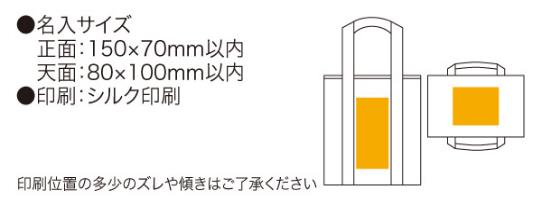 ●名入サイズ
正面：150×70mm以内
天面：80×100mm以内
●印刷：シルク印刷
印刷位置の多少のズレや傾きはご了承ください